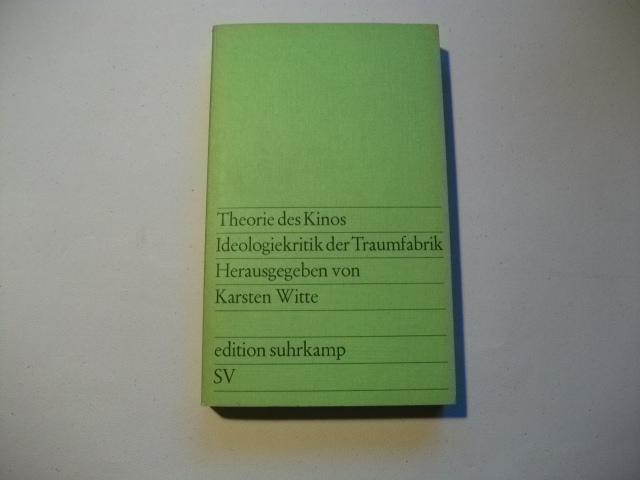 Theorie des Kinos
Ideologiekritik der Traumfabrik
Herausgegeben von
Karsten Witte
edition suhrkamp
SV